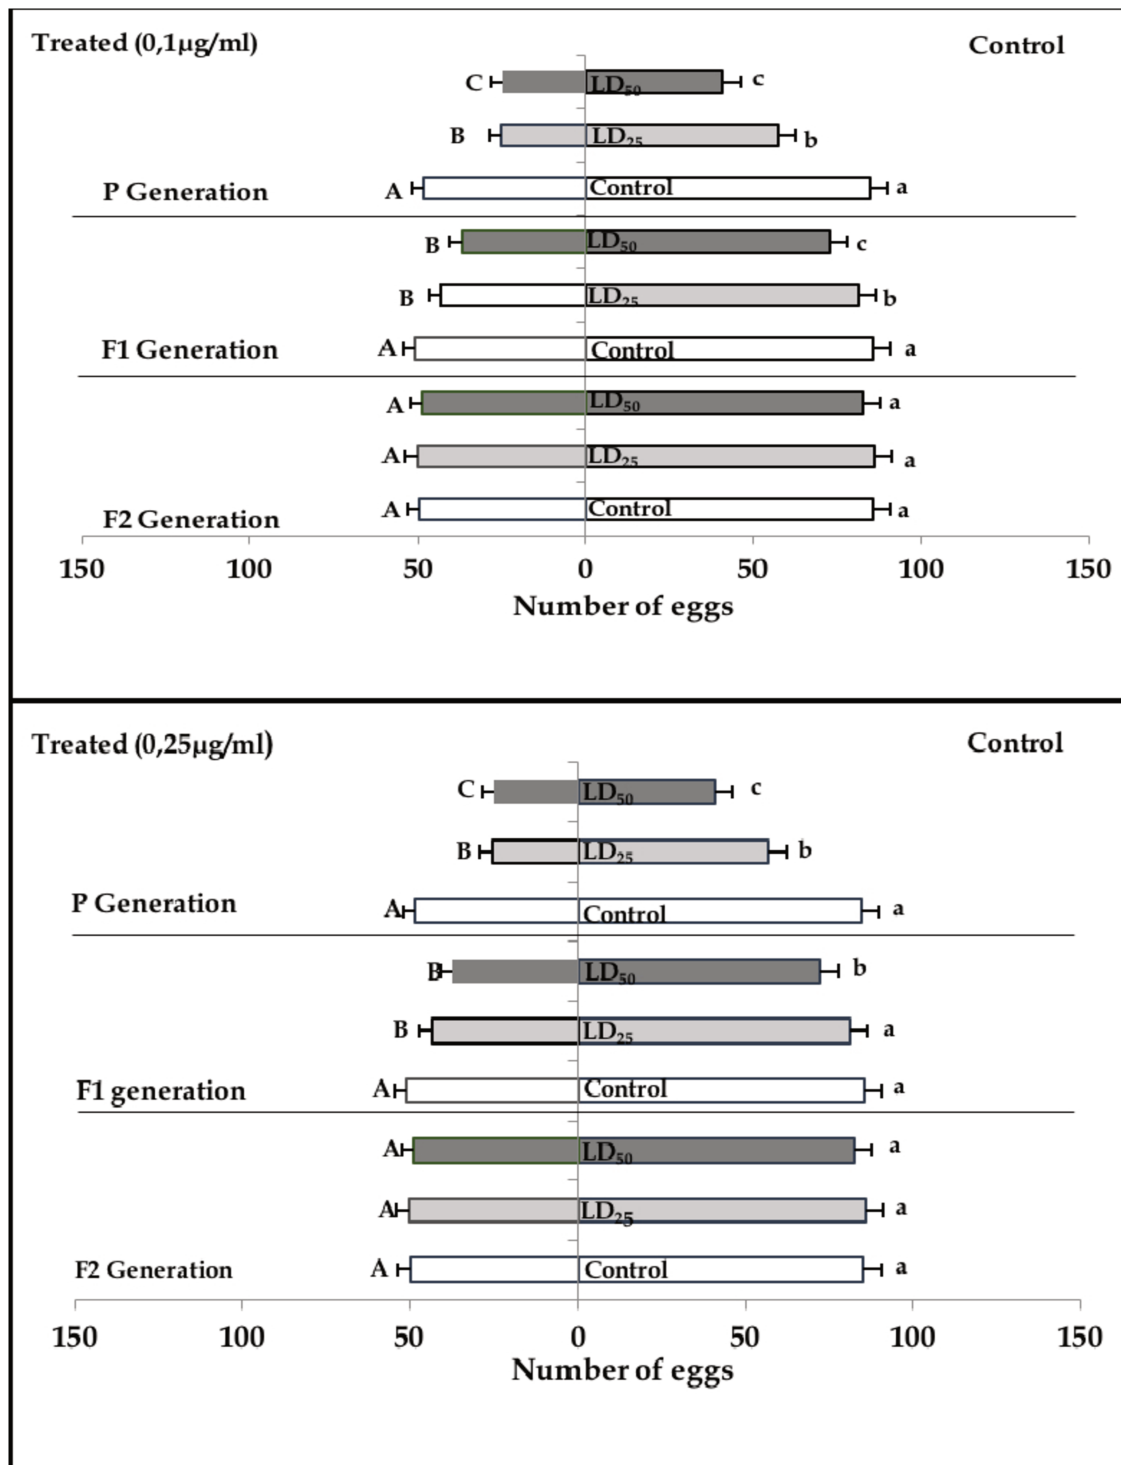 Treated (0,1µg/ml) Control
C LD50 c
B LD25 b
P Generation A Control a
B LD50 c
B LD25 b
F1 Generation A Control a
A LD50 a
A LD25 a
F2 Generation A Control a
150 100 50 0 50 100 150
Number of eggs
Treated (0,25µg/ml) Control
C LD50 c
B LD25 b
P Generation A Control a
B LD50 b
B LD25 a
F1 generation A Control a
A LD50 a
A LD25 a
F2 Generation A Control a
150 100 50 0 50 100 150
Number of eggs